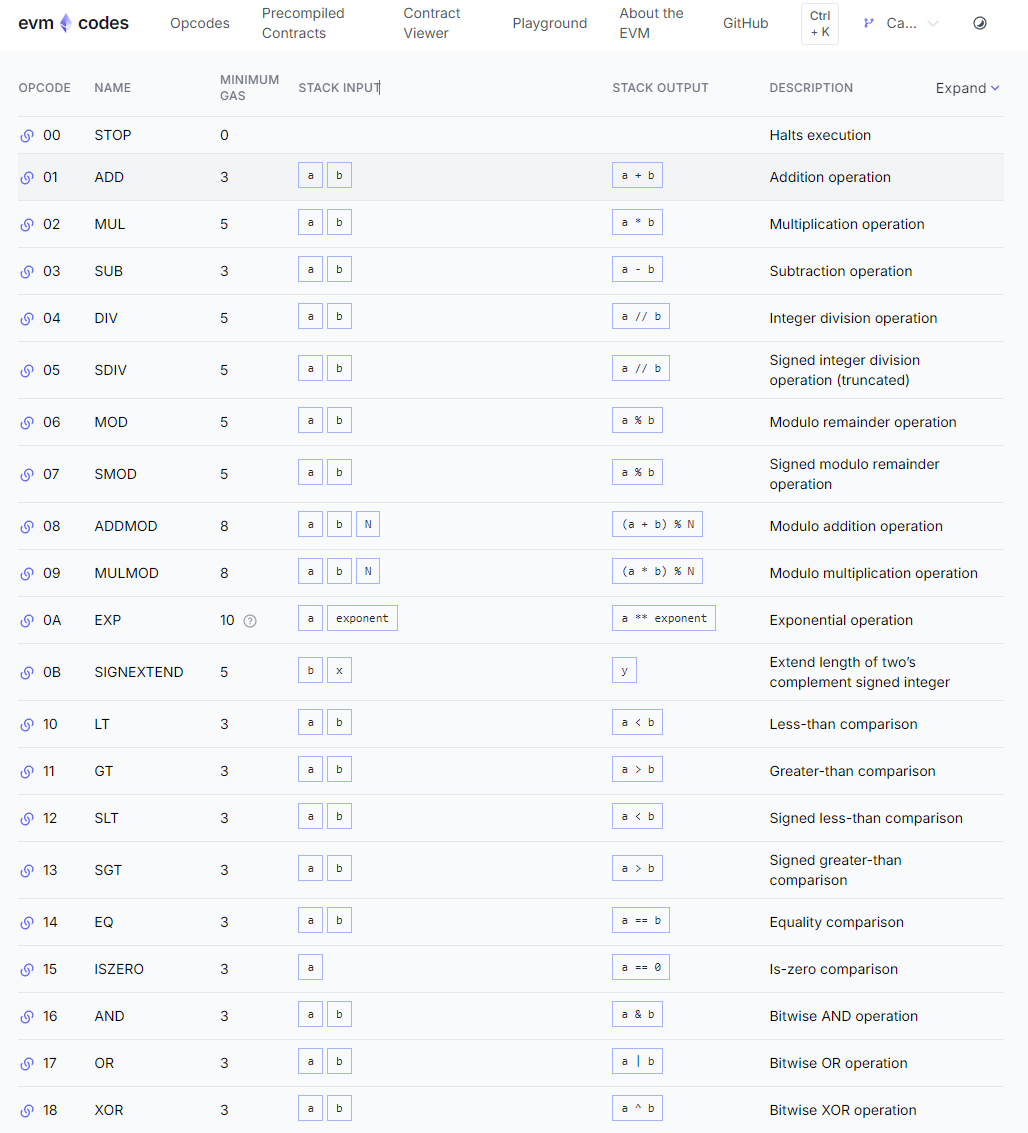 evm codes Opcodes Precompiled Contracts Contract Viewer Playground About the EVM GitHub Ctrl + K Ca...
OPCODE NAME MINIMUM GAS STACK INPUT STACK OUTPUT DESCRIPTION Expand
00 STOP 0 Halts execution
01 ADD 3 a b a + b Addition operation
02 MUL 5 a b a * b Multiplication operation
03 SUB 3 a b a - b Subtraction operation
04 DIV 5 a b a // b Integer division operation
05 SDIV 5 a b a // b Signed integer division operation (truncated)
06 MOD 5 a b a % b Modulo remainder operation
07 SMOD 5 a b a % b Signed modulo remainder operation
08 ADDMOD 8 a b N (a + b) % N Modulo addition operation
09 MULMOD 8 a b N (a * b) % N Modulo multiplication operation
0A EXP 10 ? a exponent a ** exponent Exponential operation
0B SIGNEXTEND 5 b x y Extend length of two’s complement signed integer
10 LT 3 a b a < b Less-than comparison
11 GT 3 a b a > b Greater-than comparison
12 SLT 3 a b a < b Signed less-than comparison
13 SGT 3 a b a > b Signed greater-than comparison
14 EQ 3 a b a == b Equality comparison
15 ISZERO 3 a a == 0 Is-zero comparison
16 AND 3 a b a & b Bitwise AND operation
17 OR 3 a b a | b Bitwise OR operation
18 XOR 3 a b a ^ b Bitwise XOR operation